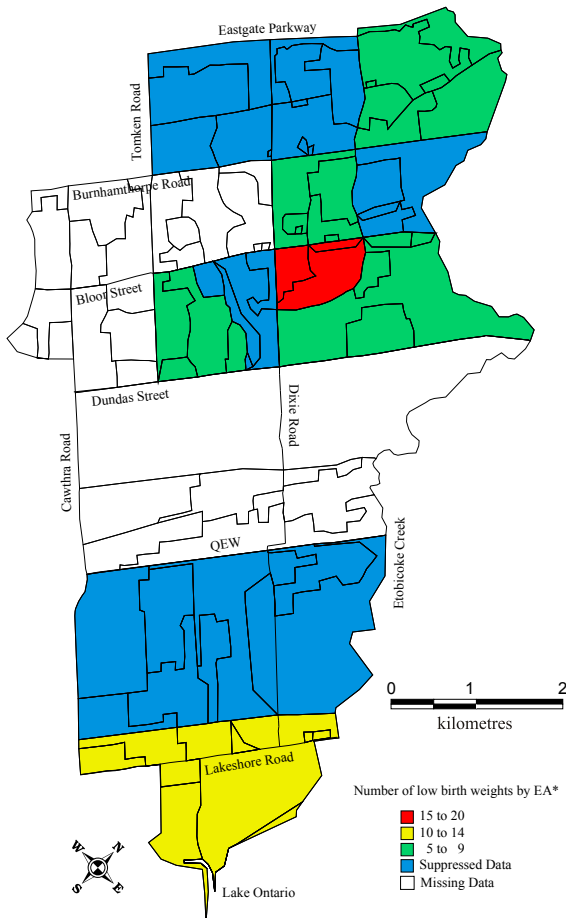 Eastgate Parkway
Tomken Road
Burnhamthorpe Road
Bloor Street
Dundas Street
Dixie Road
Cawthra Road
QEW
Etobicoke Creek
0 1 2
kilometres
Lakeshore Road
Number of low birth weights by EA*
15 to 20
10 to 14
5 to 9
Suppressed Data
Missing Data
W N
S E
Lake Ontario